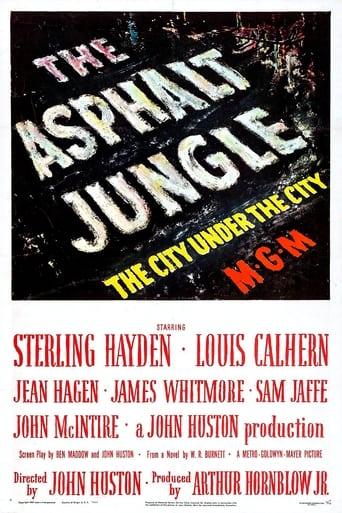 THE
ASPHALT
JUNGLE
THE CITY UNDER THE CITY
M-G-M
STARRING
STERLING HAYDEN · LOUIS CALHERN
JEAN HAGEN · JAMES WHITMORE · SAM JAFFE
JOHN McINTIRE · a JOHN HUSTON production
Screen Play by BEN MADDOW and JOHN HUSTON · From a Novel by W. R. BURNETT · A METRO-GOLDWYN-MAYER PICTURE
Directed by JOHN HUSTON · Produced by ARTHUR HORNBLOW JR.